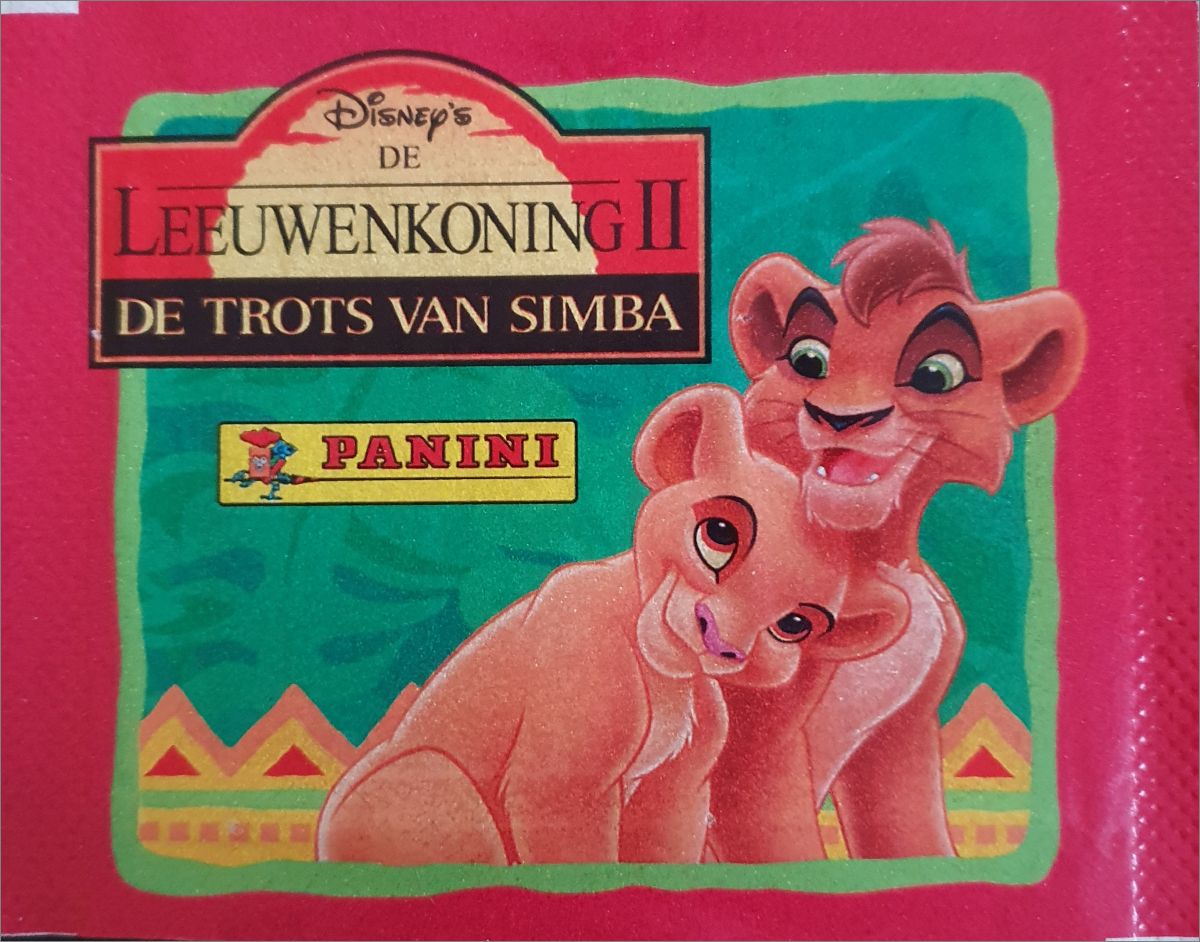 Disney's
DE
LEEUWENKONING II
DE TROTS VAN SIMBA
PANINI